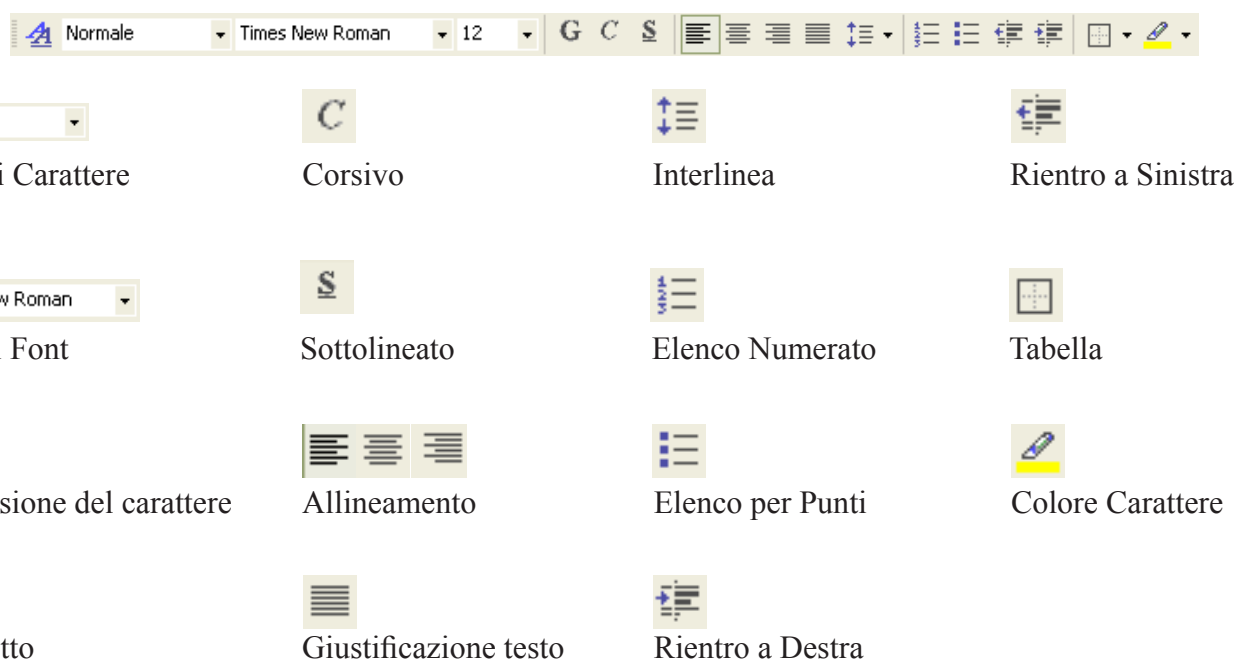 Normale Times New Roman 12 G C S
C
i Carattere Corsivo Interlinea Rientro a Sinistra
w Roman S
Font Sottolineato Elenco Numerato Tabella
sione del carattere Allineamento Elenco per Punti Colore Carattere
tto Giustificazione testo Rientro a Destra